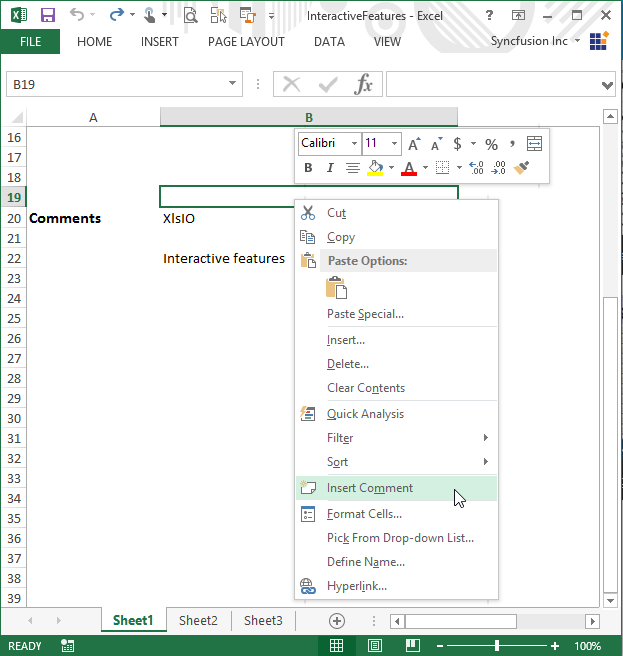 InteractiveFeatures - Excel
?
FILE HOME INSERT PAGE LAYOUT DATA VIEW Syncfusion Inc
B19 fx
A B
Calibri 11 A A $ % ,
B I A .00
16
17
18
19
20 Comments XlsIO
21
22 Interactive features
23
24
25
26
27
28
29
30
31
32
33
34
35
36
37
38
39
Cut
Copy
Paste Options:
Paste Special...
Insert...
Delete...
Clear Contents
Quick Analysis
Filter
Sort
Insert Comment
Format Cells...
Pick From Drop-down List...
Define Name...
Hyperlink...
Sheet1 Sheet2 Sheet3
READY 100%